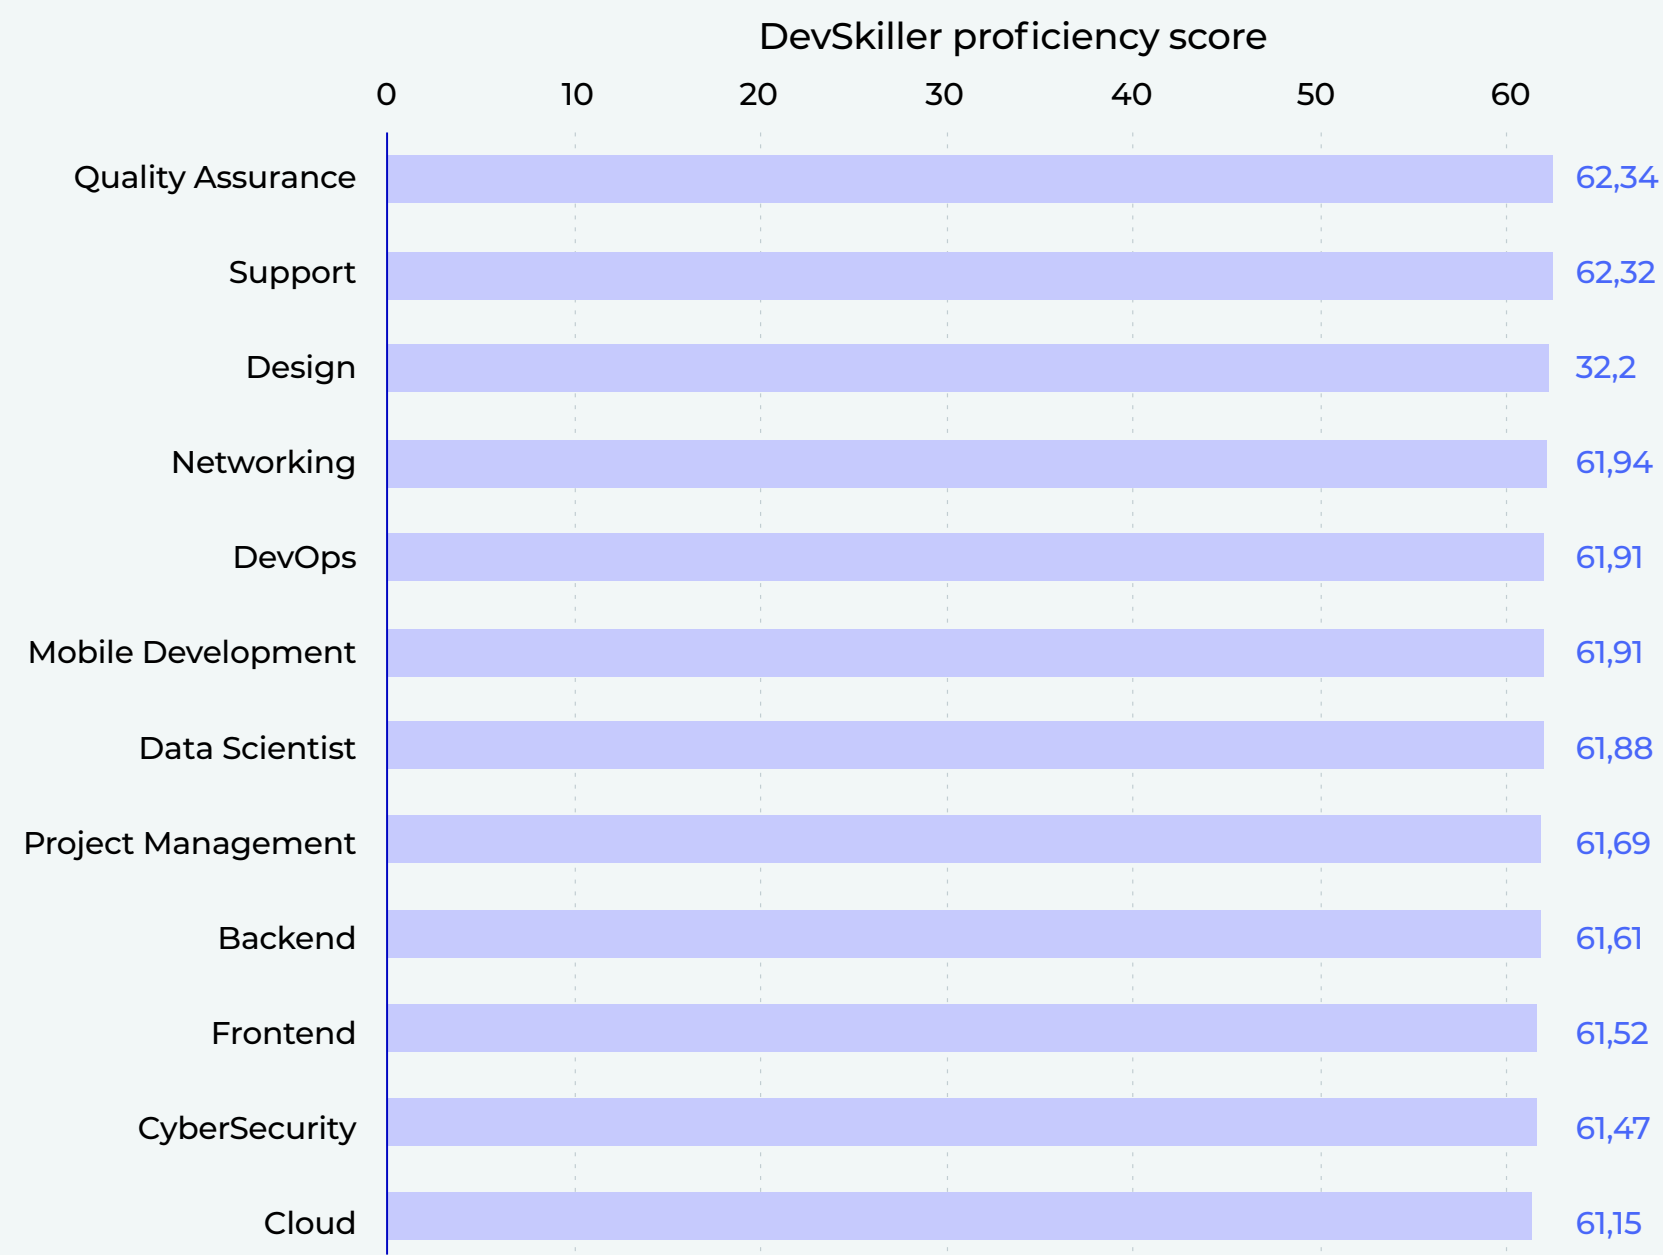 DevSkiller proficiency score
0 10 20 30 40 50 60
Quality Assurance 62,34
Support 62,32
Design 32,2
Networking 61,94
DevOps 61,91
Mobile Development 61,91
Data Scientist 61,88
Project Management 61,69
Backend 61,61
Frontend 61,52
CyberSecurity 61,47
Cloud 61,15